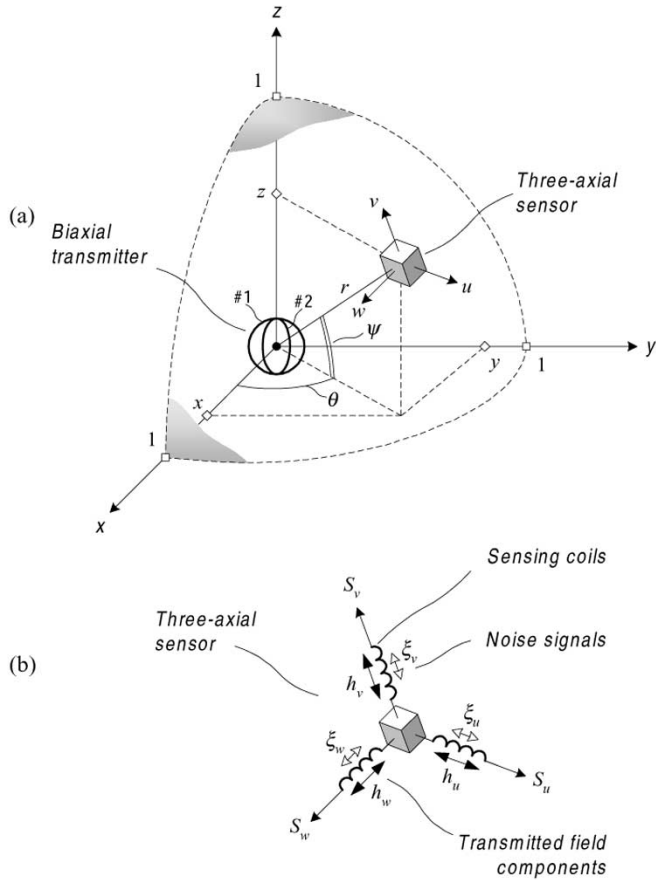 z
1
Three-axial
sensor
(a)
z
v
Biaxial
transmitter
#1
#2
r
u
w
ψ
y
x
θ
y
1
1
x
Sensing coils
S_v
Three-axial
sensor
Noise signals
ξ_v
(b)
h_v
ξ_u
ξ_w
h_w
h_u
S_u
S_w
Transmitted field
components